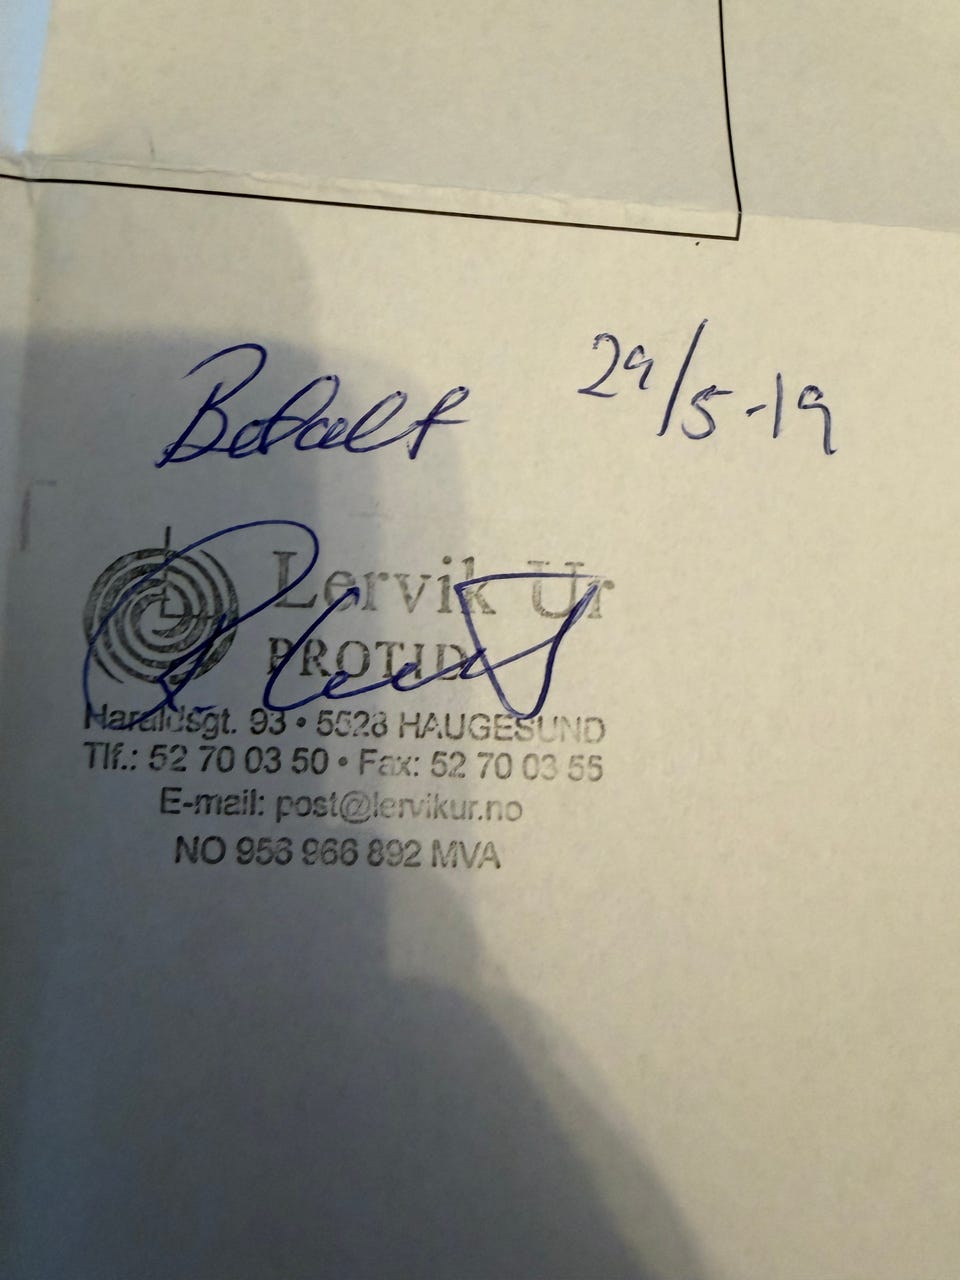 Betalt 29/5-19
Lervik Ur
PROTID
Haraldsgt. 93 • 5528 HAUGESUND
Tlf.: 52 70 03 50 • Fax: 52 70 03 55
E-mail: post@lervikur.no
NO 956 966 892 MVA